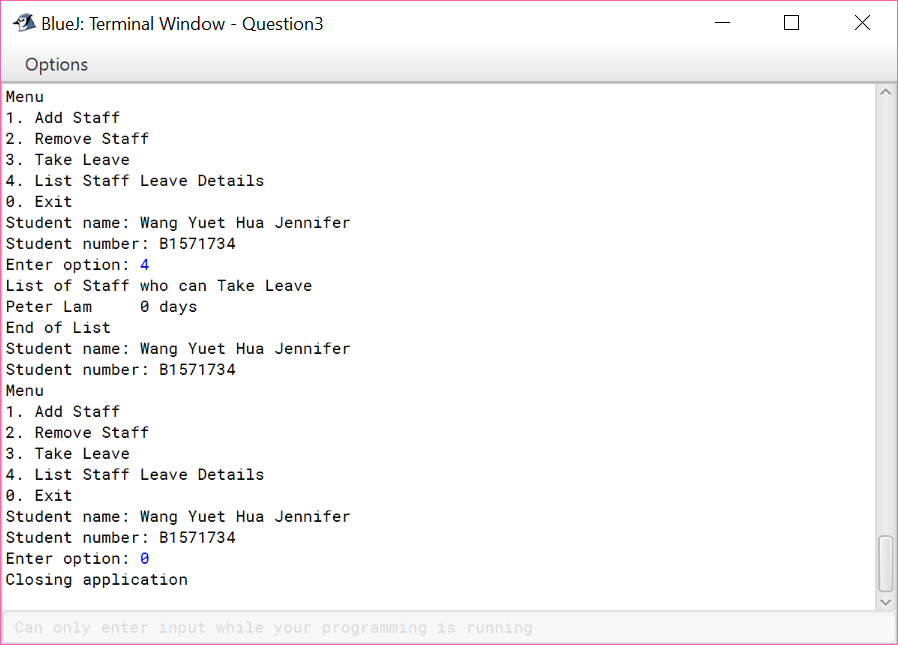 BlueJ: Terminal Window - Question3
Options
Menu
1. Add Staff
2. Remove Staff
3. Take Leave
4. List Staff Leave Details
0. Exit
Student name: Wang Yuet Hua Jennifer
Student number: B1571734
Enter option: 4
List of Staff who can Take Leave
Peter Lam     0 days
End of List
Student name: Wang Yuet Hua Jennifer
Student number: B1571734
Menu
1. Add Staff
2. Remove Staff
3. Take Leave
4. List Staff Leave Details
0. Exit
Student name: Wang Yuet Hua Jennifer
Student number: B1571734
Enter option: 0
Closing application
Can only enter input while your programming is running